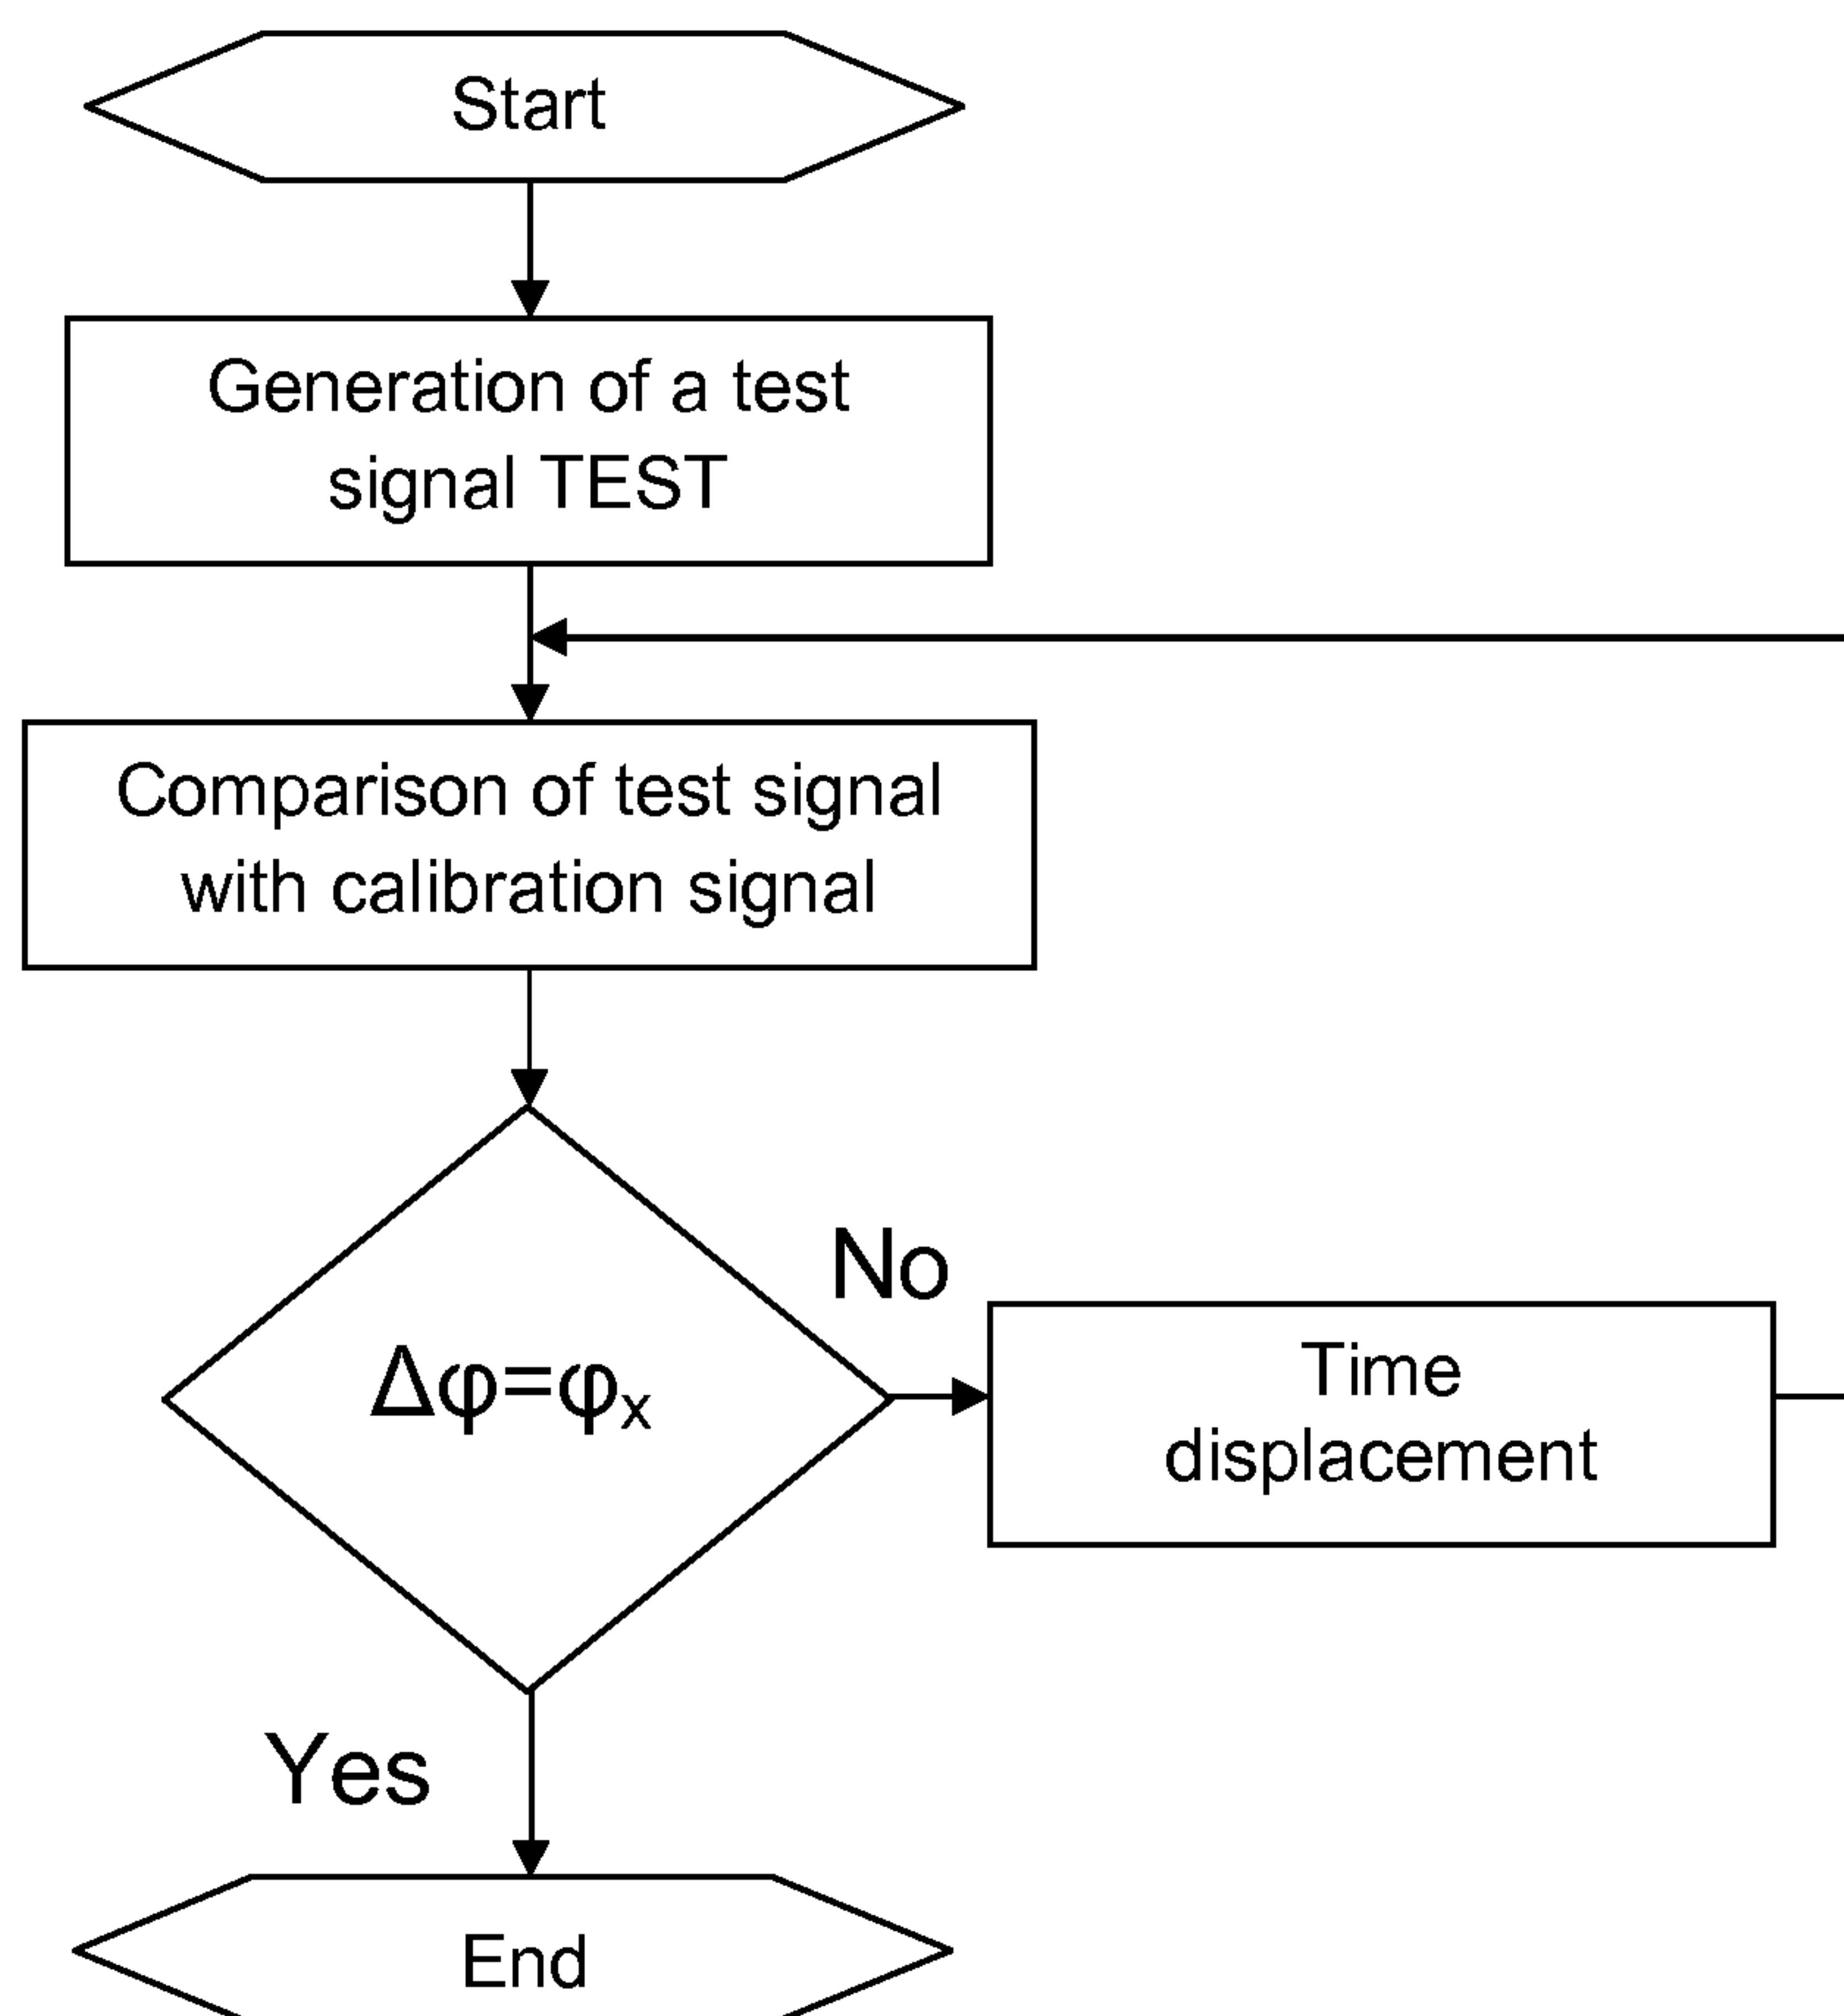 Start
Generation of a test
signal TEST
Comparison of test signal
with calibration signal
No
Δφ=φₓ
Time
displacement
Yes
End